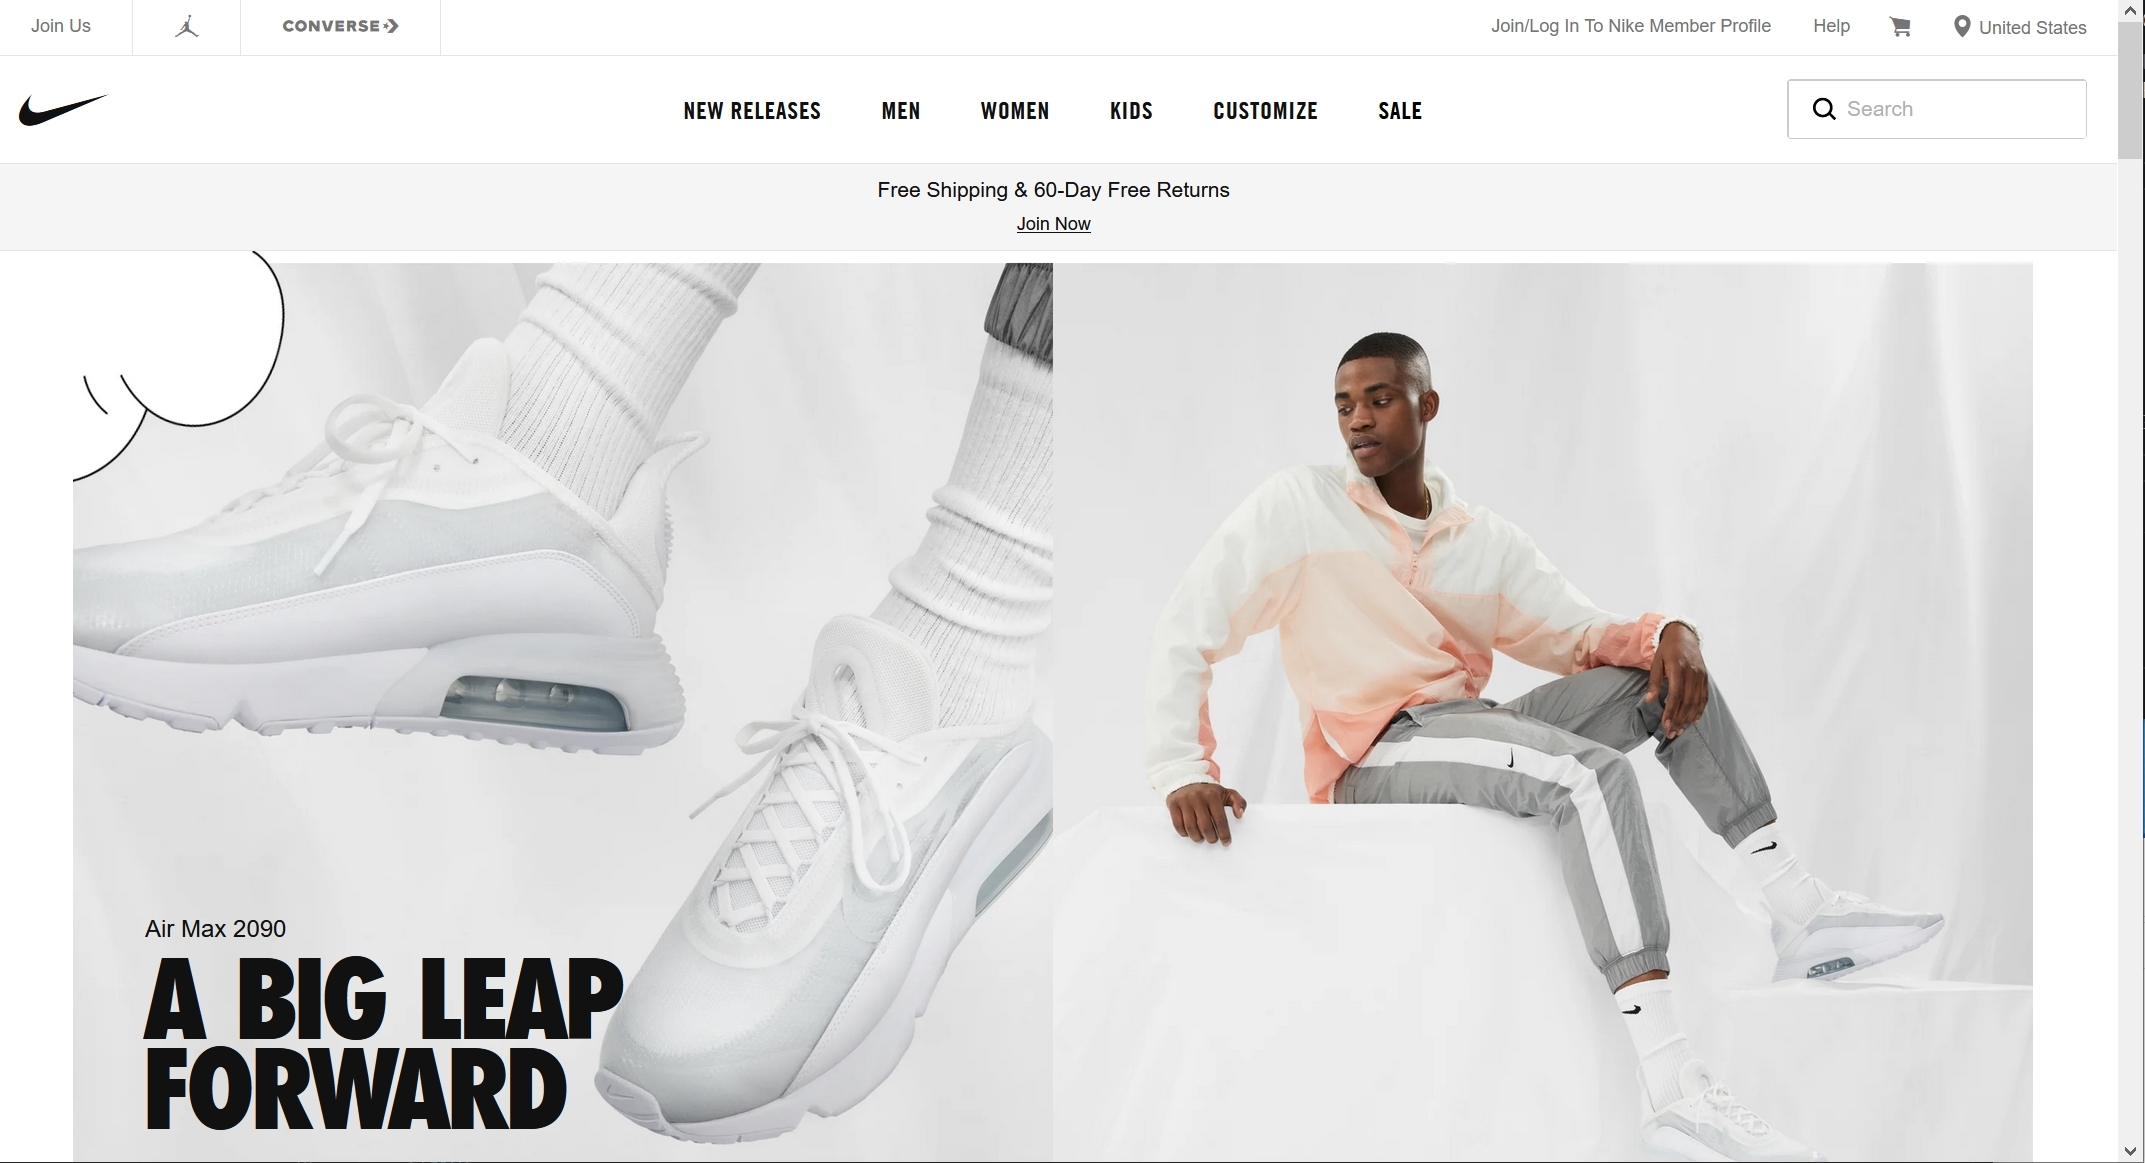 Join Us
CONVERSE
Join/Log In To Nike Member Profile
Help
United States
NEW RELEASES
MEN
WOMEN
KIDS
CUSTOMIZE
SALE
Search
Free Shipping & 60-Day Free Returns
Join Now
Air Max 2090
A BIG LEAP
FORWARD